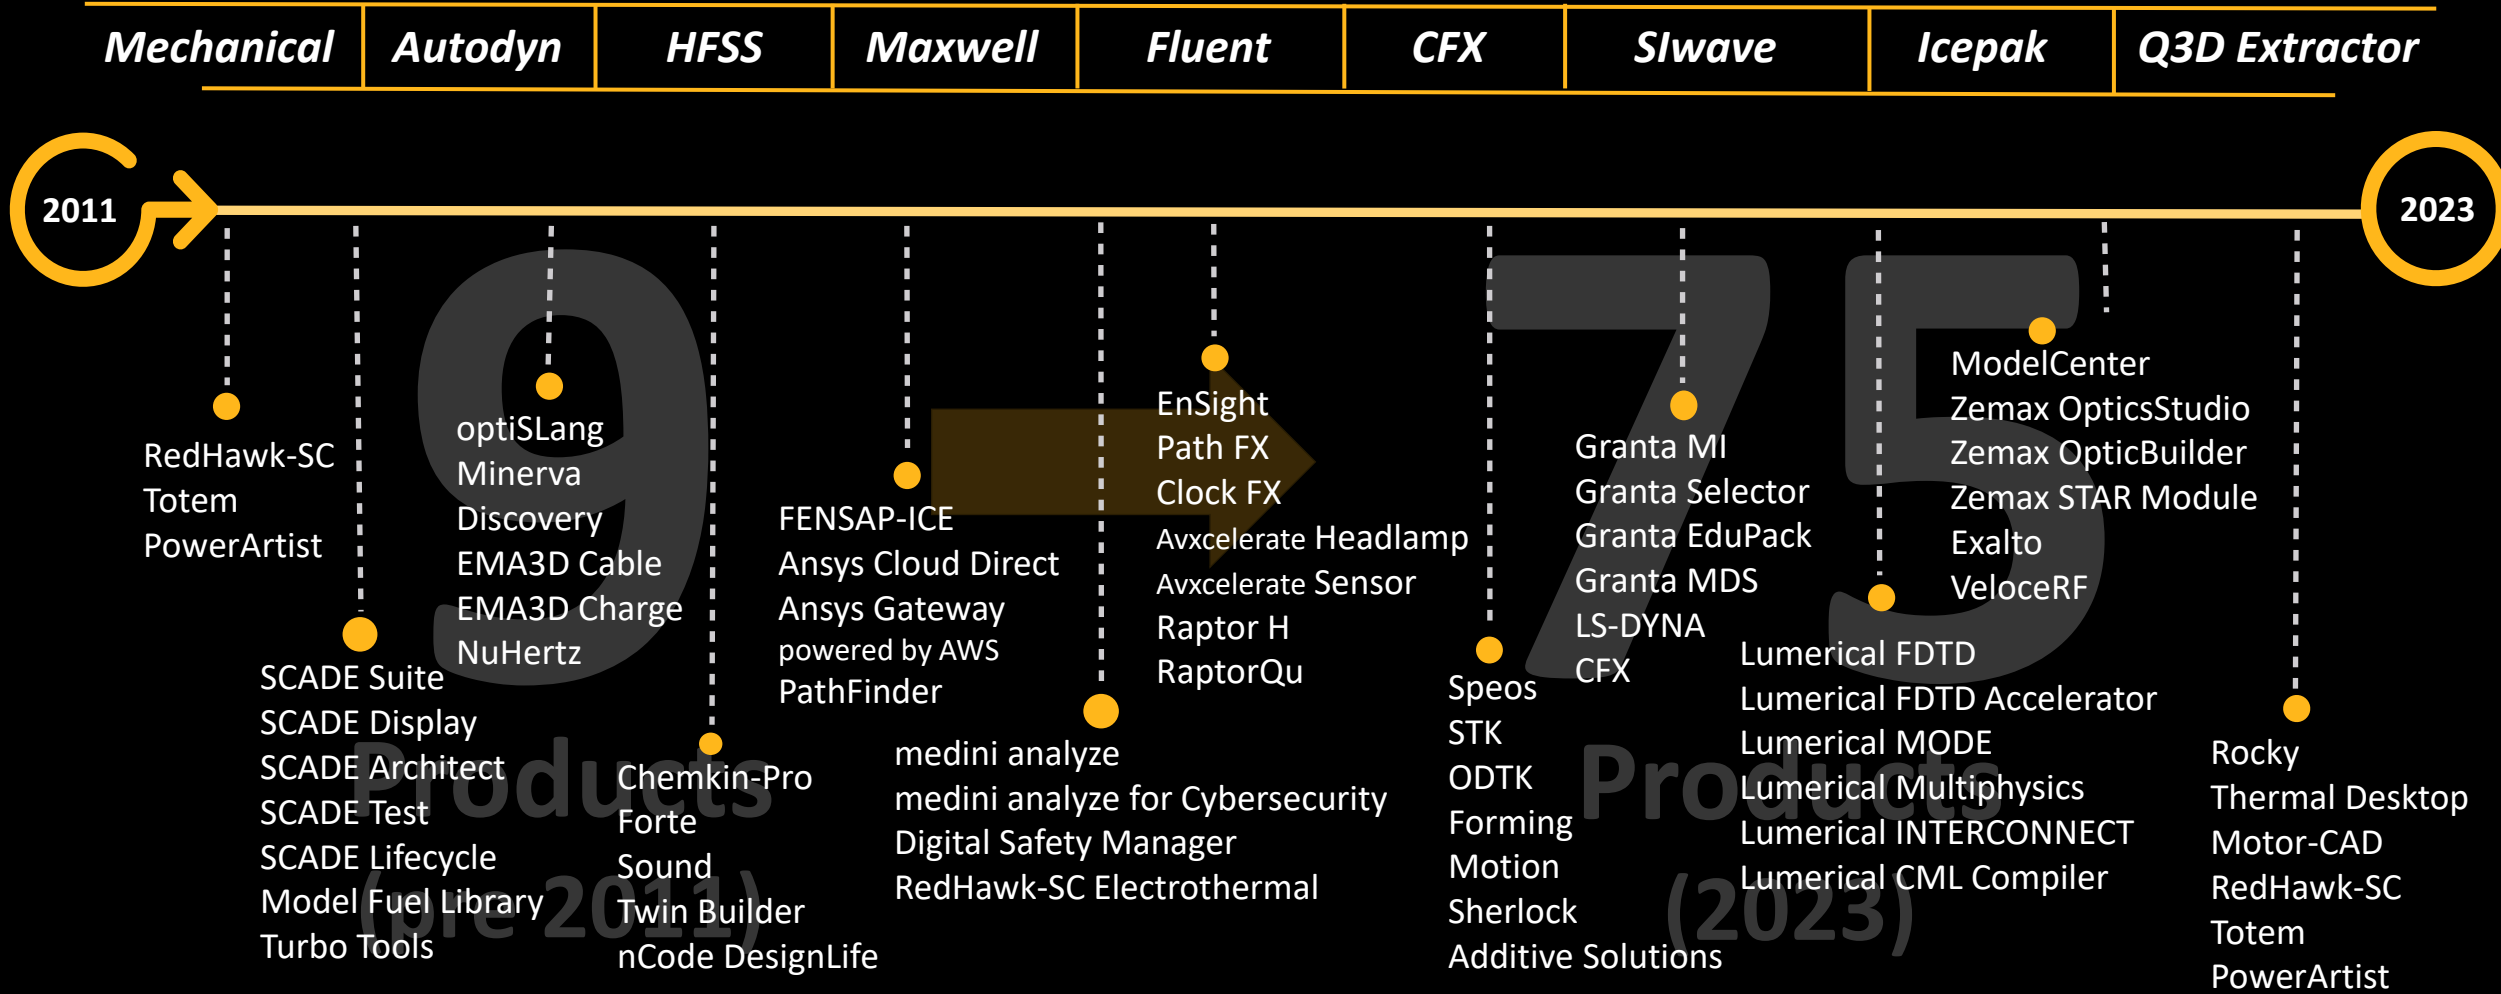 Mechanical
Autodyn
HFSS
Maxwell
Fluent
CFX
SIwave
Icepak
Q3D Extractor
2011
2023
9
Products
(pre 2011)
75
Products
(2023)
RedHawk-SC
Totem
PowerArtist
SCADE Suite
SCADE Display
SCADE Architect
SCADE Test
SCADE Lifecycle
Model Fuel Library
Turbo Tools
optiSLang
Minerva
Discovery
EMA3D Cable
EMA3D Charge
NuHertz
Chemkin-Pro
Forte
Sound
Twin Builder
nCode DesignLife
FENSAP-ICE
Ansys Cloud Direct
Ansys Gateway
powered by AWS
PathFinder
medini analyze
medini analyze for Cybersecurity
Digital Safety Manager
RedHawk-SC Electrothermal
EnSight
Path FX
Clock FX
Avxcelerate Headlamp
Avxcelerate Sensor
Raptor H
RaptorQu
Speos
STK
ODTK
Forming
Motion
Sherlock
Additive Solutions
Granta MI
Granta Selector
Granta EduPack
Granta MDS
LS-DYNA
CFX
Lumerical FDTD
Lumerical FDTD Accelerator
Lumerical MODE
Lumerical Multiphysics
Lumerical INTERCONNECT
Lumerical CML Compiler
ModelCenter
Zemax OpticsStudio
Zemax OpticBuilder
Zemax STAR Module
Exalto
VeloceRF
Rocky
Thermal Desktop
Motor-CAD
RedHawk-SC
Totem
PowerArtist